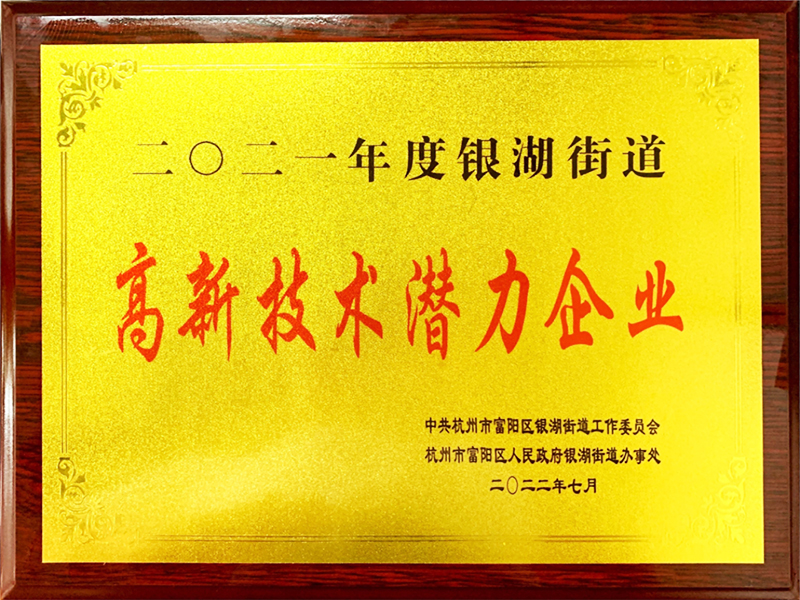 二〇二一年度银湖街道
高新技术潜力企业
中共杭州市富阳区银湖街道工作委员会
杭州市富阳区人民政府银湖街道办事处
二〇二二年七月